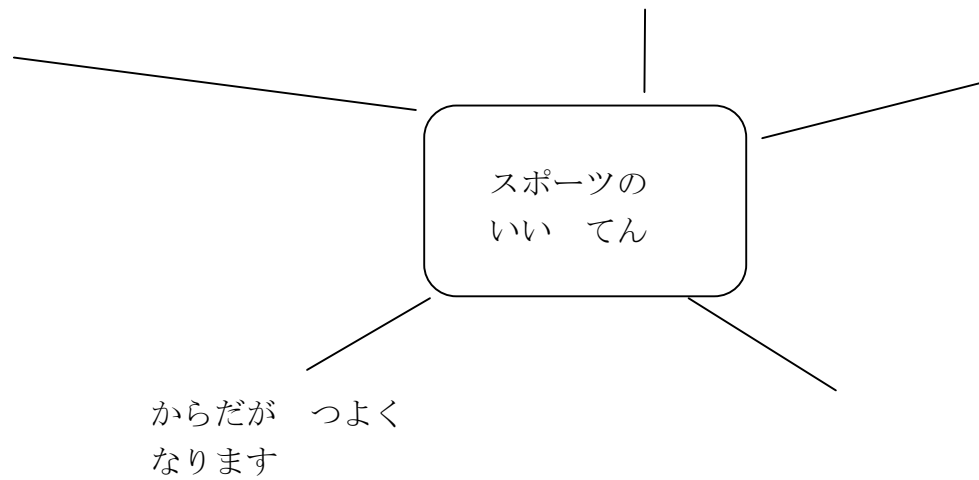 スポーツの
いい　てん
からだが　つよく
なります